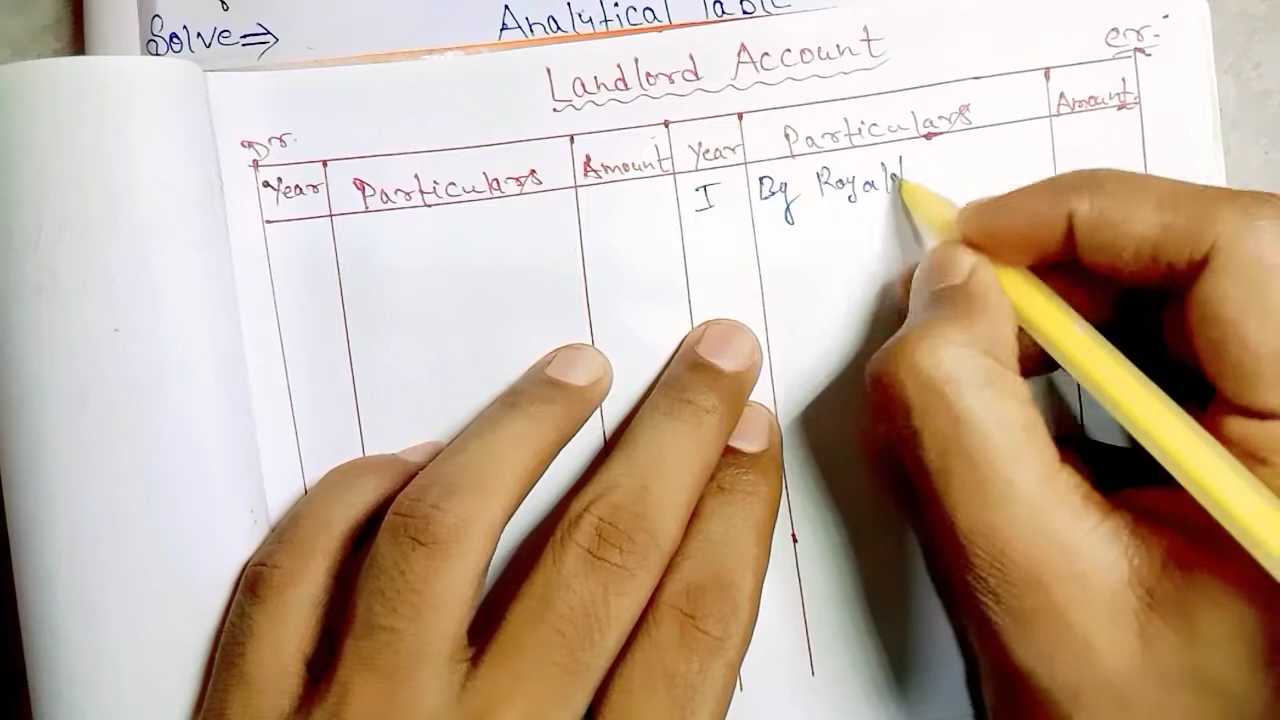 Solve⇒ Analytical Table
Landlord Account
Dr. Cr.
Year Particulars Amount Year Particulars Amount.
I By Royal